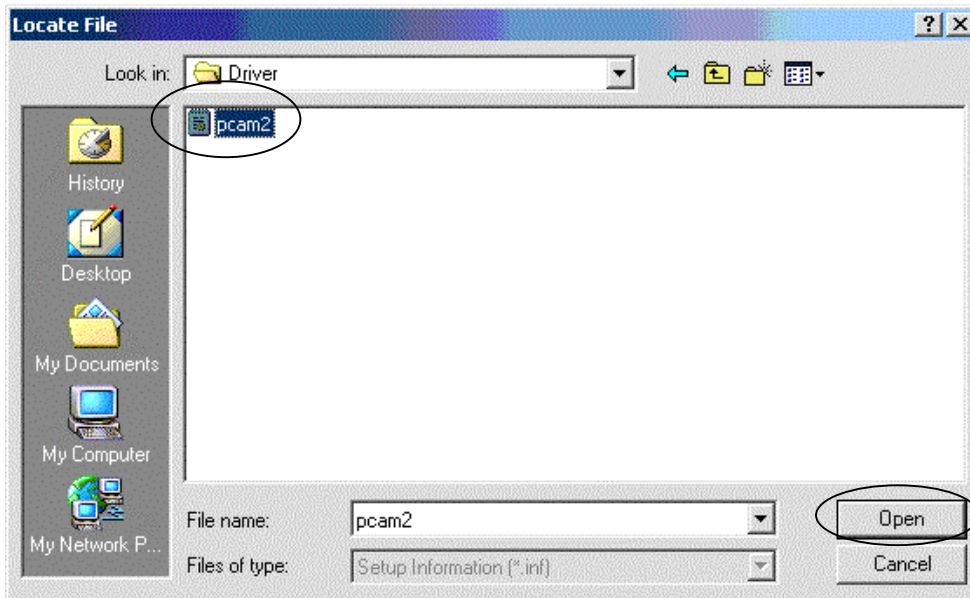 Locate File
Look in: Driver
pcam2
History
Desktop
My Documents
My Computer
My Network P...
File name: pcam2 Open
Files of type: Setup Information (*.inf) Cancel